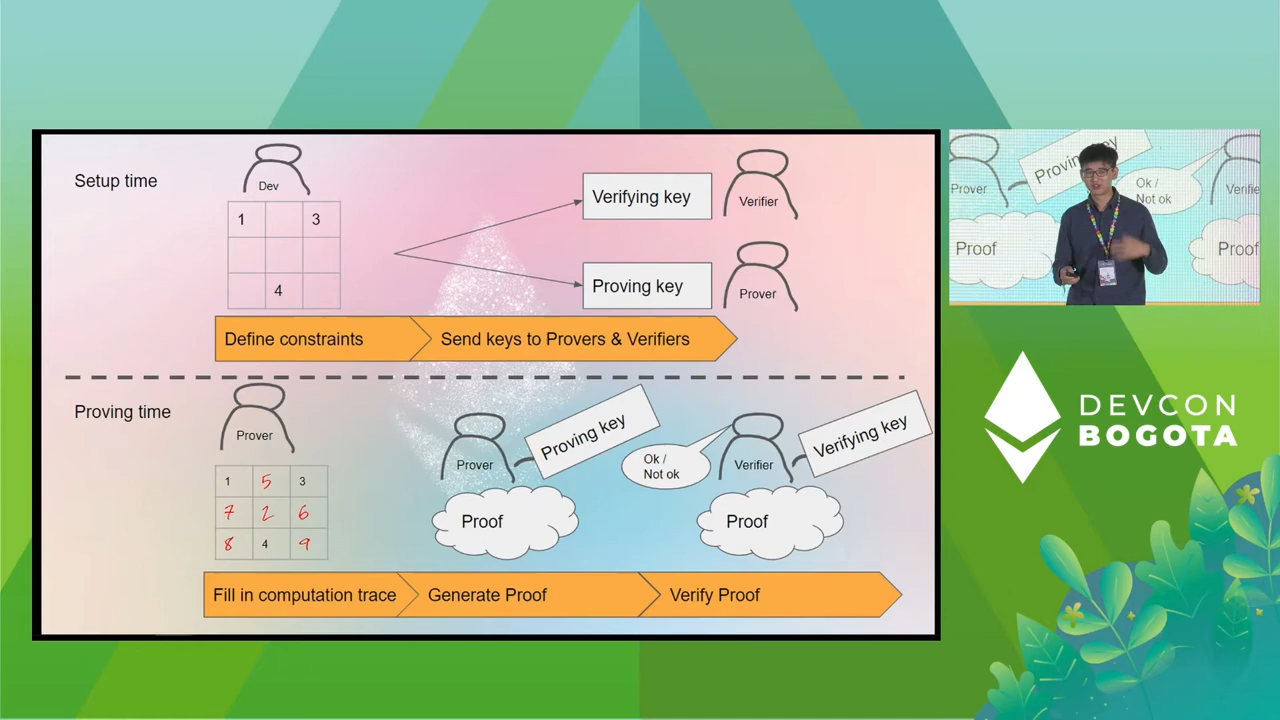 Setup time
Dev
1 3
4
Verifying key
Verifier
Proving key
Prover
Define constraints
Send keys to Provers & Verifiers
Proving time
Prover
1 5 3
7 2 6
8 4 9
Prover
Proving key
Proof
Ok /
Not ok
Verifier
Verifying key
Proof
Fill in computation trace
Generate Proof
Verify Proof
Prover
Proving key
Ok /
Not ok
Verifie
Proof
Proof
DEVCON
BOGOTA